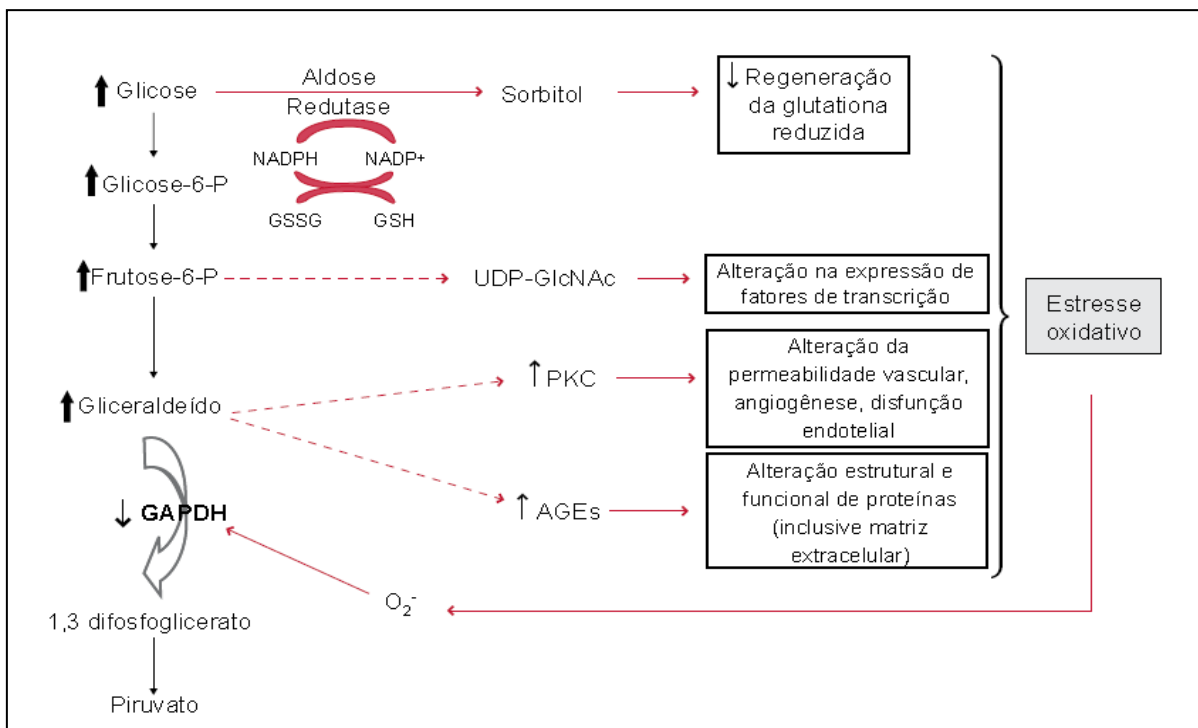 ↑ Glicose
Aldose
Redutase
Sorbitol
↓ Regeneração
da glutationa
reduzida
NADPH
NADP+
↑ Glicose-6-P
GSSG
GSH
↑ Frutose-6-P
UDP-GlcNAc
Alteração na expressão de
fatores de transcrição
Estresse
oxidativo
↑ Gliceraldeído
↑ PKC
Alteração da
permeabilidade vascular,
angiogênese, disfunção
endotelial
↓ GAPDH
↑ AGEs
Alteração estrutural e
funcional de proteínas
(inclusive matriz
extracelular)
O₂⁻
1,3 difosfoglicerato
Piruvato